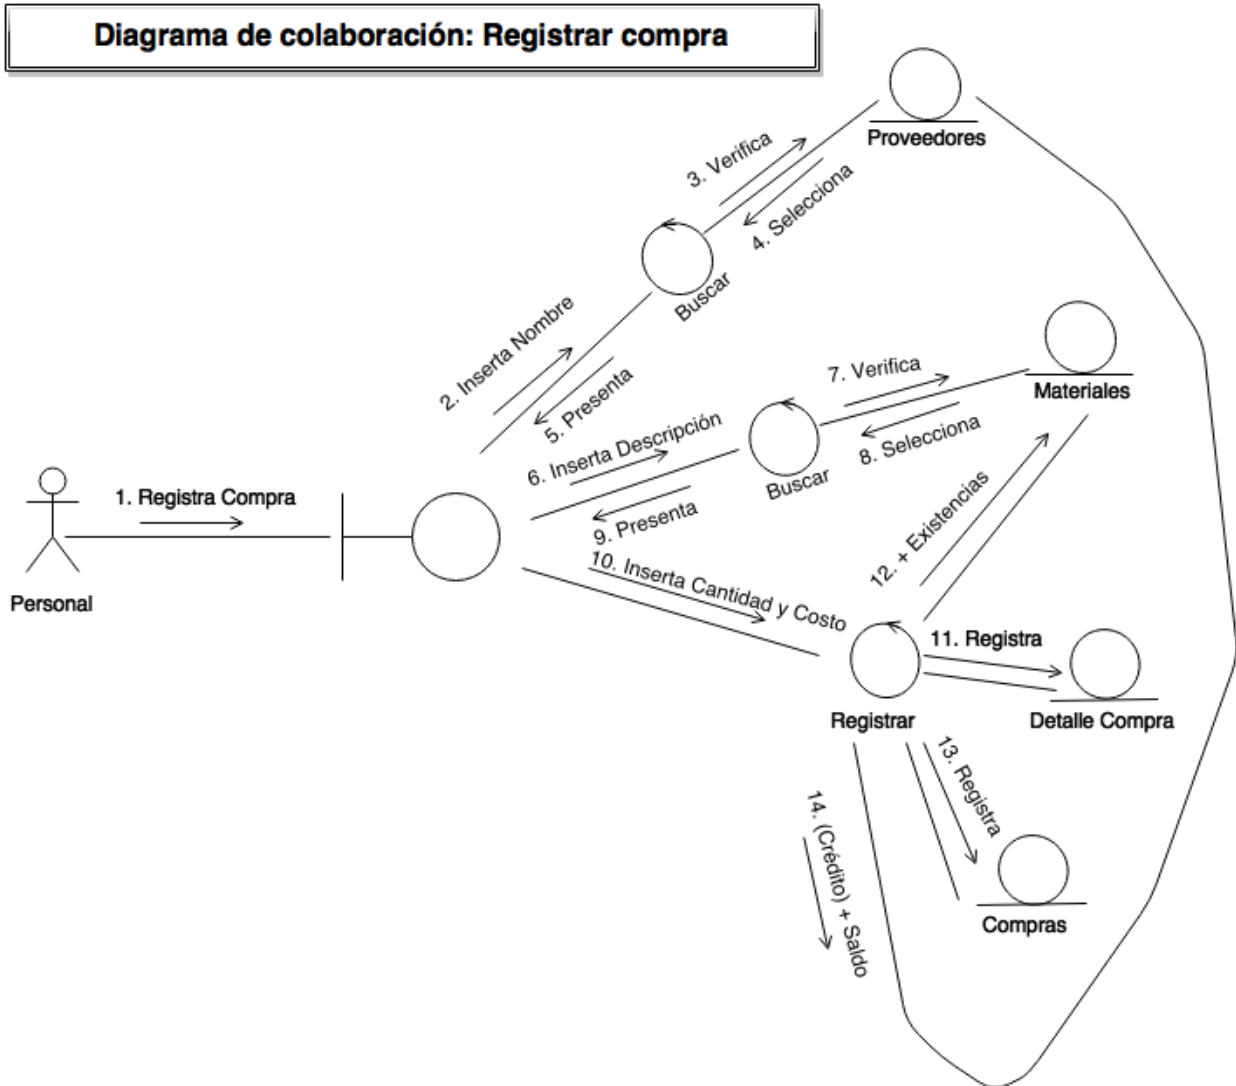 Diagrama de colaboración: Registrar compra
Proveedores
3. Verifica
4. Selecciona
Buscar
2. Inserta Nombre
5. Presenta
7. Verifica
Materiales
8. Selecciona
6. Inserta Descripción
Buscar
9. Presenta
1. Registra Compra
Personal
10. Inserta Cantidad y Costo
12. + Existencias
11. Registra
Registrar
Detalle Compra
13. Registra
14. (Crédito) + Saldo
Compras